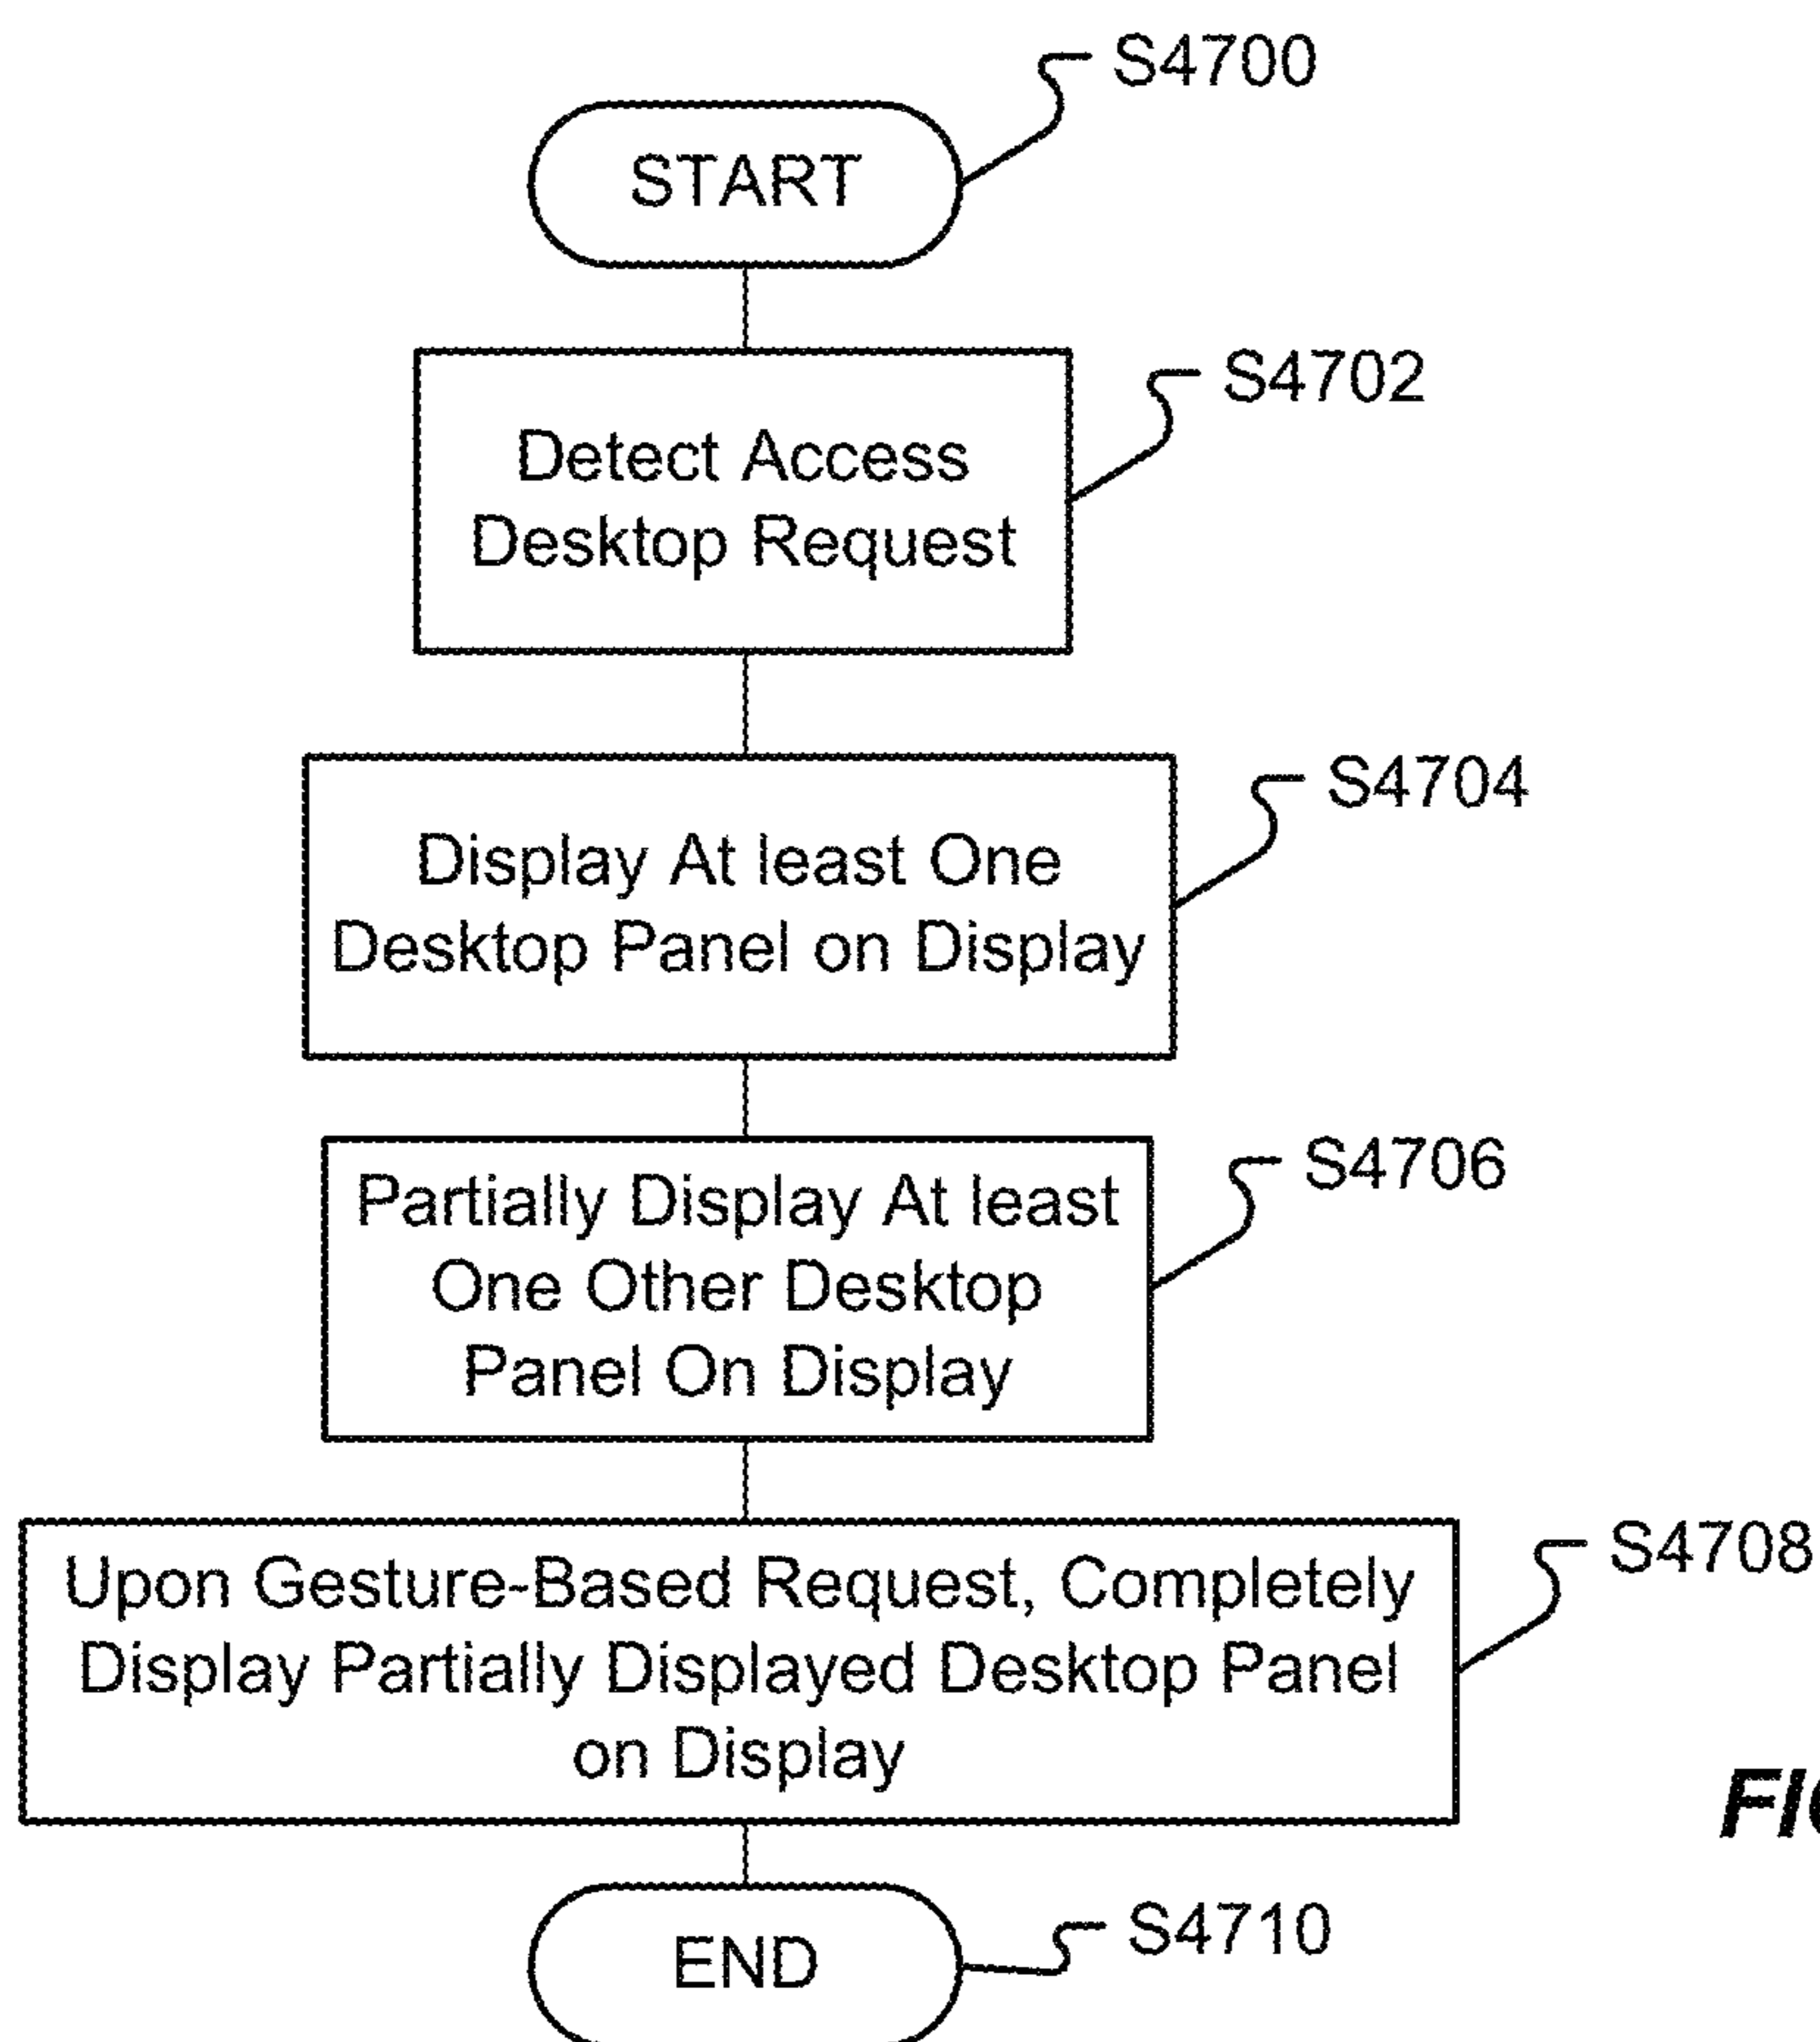 S4700
START
S4702
Detect Access
Desktop Request
S4704
Display At least One
Desktop Panel on Display
S4706
Partially Display At least
One Other Desktop
Panel On Display
S4708
Upon Gesture-Based Request, Completely
Display Partially Displayed Desktop Panel
on Display
S4710
END